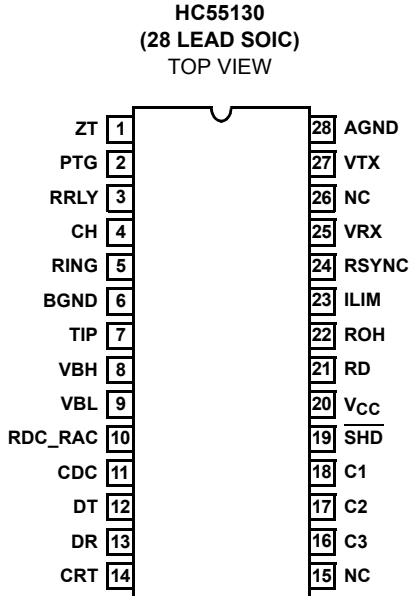 HC55130
(28 LEAD SOIC)
TOP VIEW
ZT 1 28 AGND
PTG 2 27 VTX
RRLY 3 26 NC
CH 4 25 VRX
RING 5 24 RSYNC
BGND 6 23 ILIM
TIP 7 22 ROH
VBH 8 21 RD
VBL 9 20 VCC
RDC_RAC 10 19 SHD
CDC 11 18 C1
DT 12 17 C2
DR 13 16 C3
CRT 14 15 NC